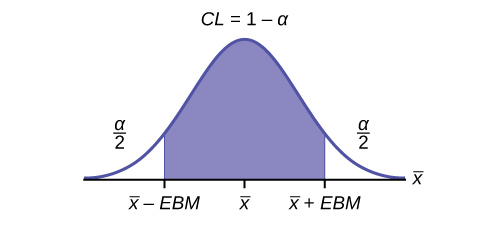 CL = 1 – α
α
2
α
2
x̅
x̅ – EBM
x̅
x̅ + EBM